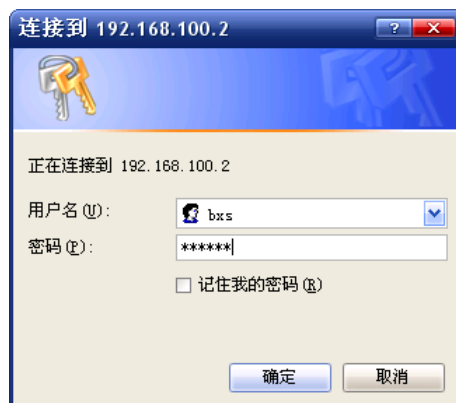 连接到 192.168.100.2
?
正在连接到 192.168.100.2
用户名(U):
bxs
密码(P):
******
记住我的密码(R)
确定
取消